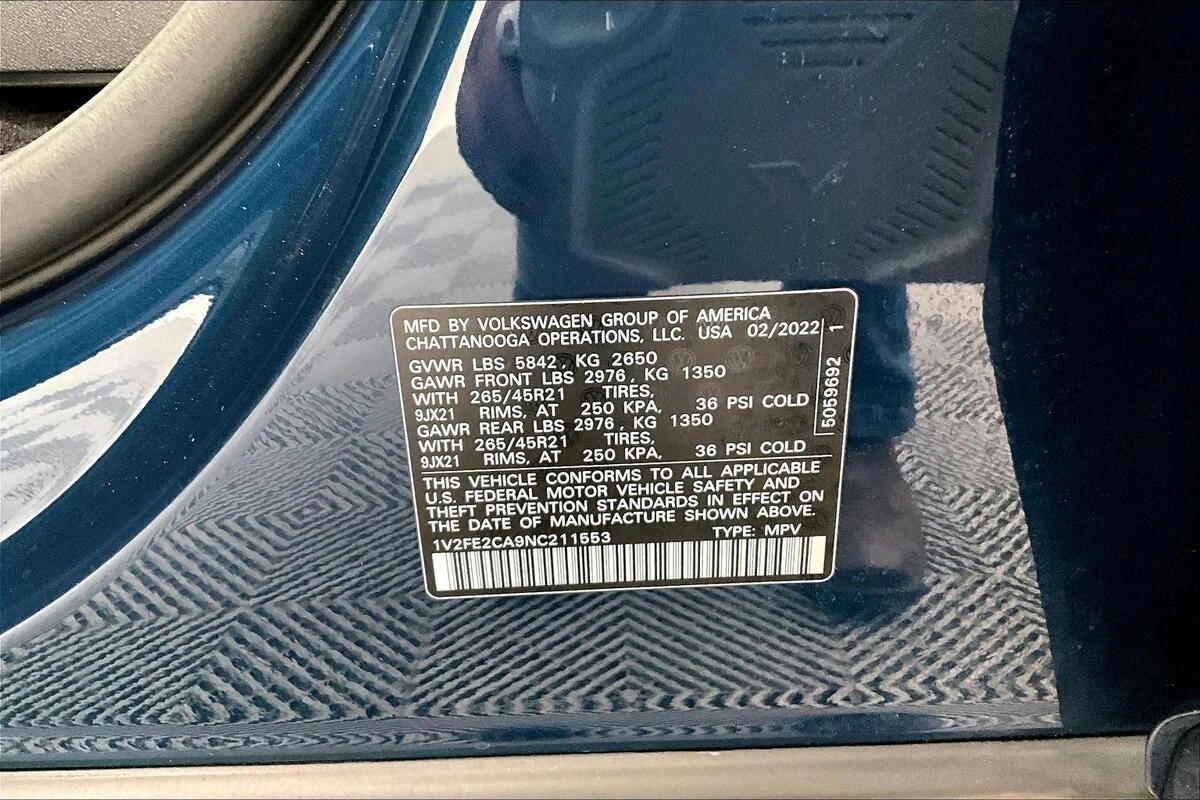 MFD BY VOLKSWAGEN GROUP OF AMERICA
CHATTANOOGA OPERATIONS, LLC. USA 02/2022
GVWR LBS 5842, KG 2650
GAWR FRONT LBS 2976, KG 1350
WITH 265/45R21 TIRES,
9JX21 RIMS, AT 250 KPA, 36 PSI COLD
GAWR REAR LBS 2976, KG 1350
WITH 265/45R21 TIRES,
9JX21 RIMS, AT 250 KPA, 36 PSI COLD
5059692 1
THIS VEHICLE CONFORMS TO ALL APPLICABLE
U.S. FEDERAL MOTOR VEHICLE SAFETY AND
THEFT PREVENTION STANDARDS IN EFFECT ON
THE DATE OF MANUFACTURE SHOWN ABOVE.
1V2FE2CA9NC211553 TYPE: MPV